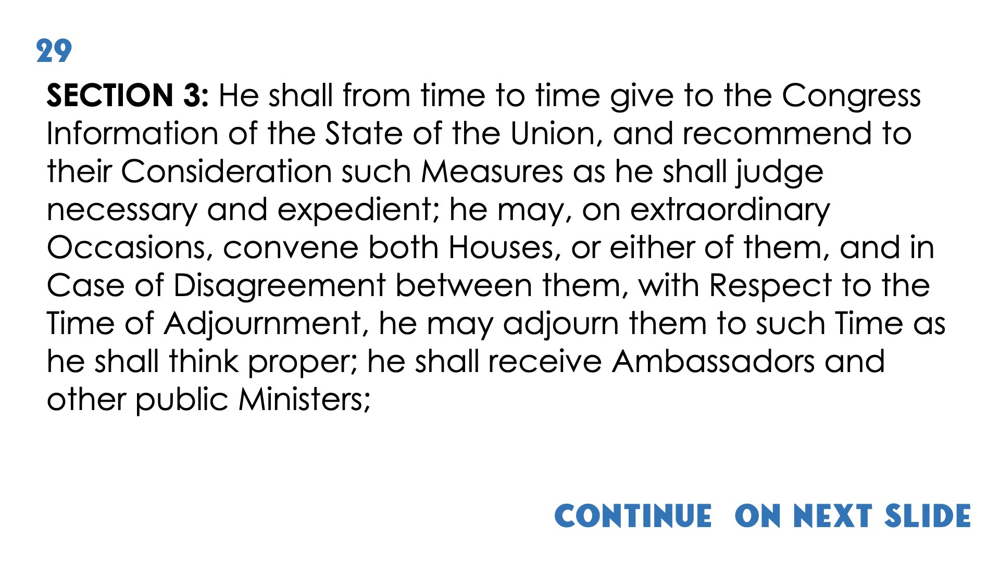 29
SECTION 3: He shall from time to time give to the Congress
Information of the State of the Union, and recommend to
their Consideration such Measures as he shall judge
necessary and expedient; he may, on extraordinary
Occasions, convene both Houses, or either of them, and in
Case of Disagreement between them, with Respect to the
Time of Adjournment, he may adjourn them to such Time as
he shall think proper; he shall receive Ambassadors and
other public Ministers;
CONTINUE ON NEXT SLIDE